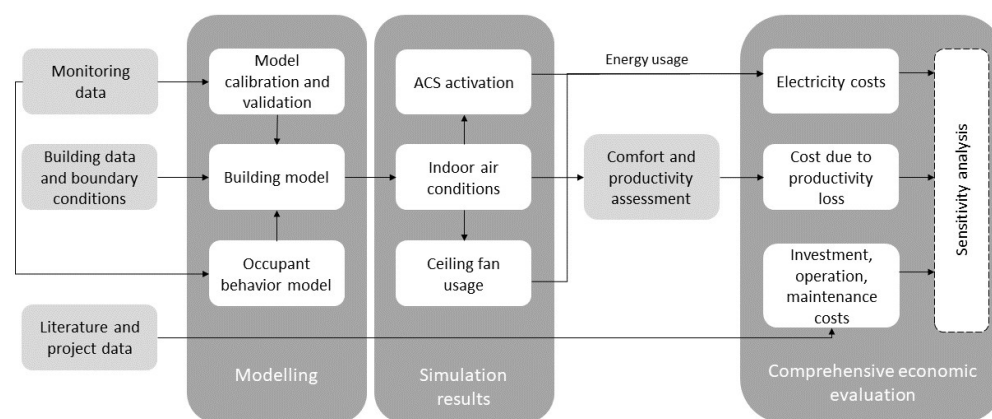 Monitoring
data
Building data
and boundary
conditions
Literature and
project data
Model
calibration and
validation
Building model
Occupant
behavior model
Modelling
ACS activation
Indoor air
conditions
Ceiling fan
usage
Simulation
results
Energy usage
Comfort and
productivity
assessment
Electricity costs
Cost due to
productivity
loss
Investment,
operation,
maintenance
costs
Sensitivity analysis
Comprehensive economic
evaluation